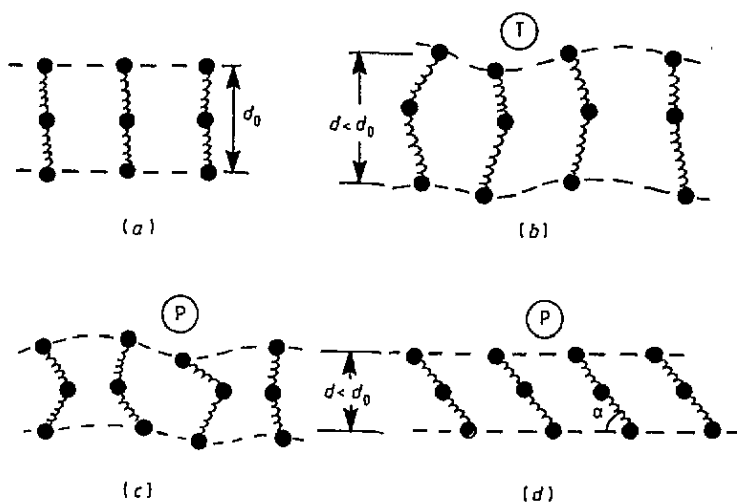 d₀
(a)
T
d < d₀
(b)
P
(c)
P
d < d₀
α
(d)